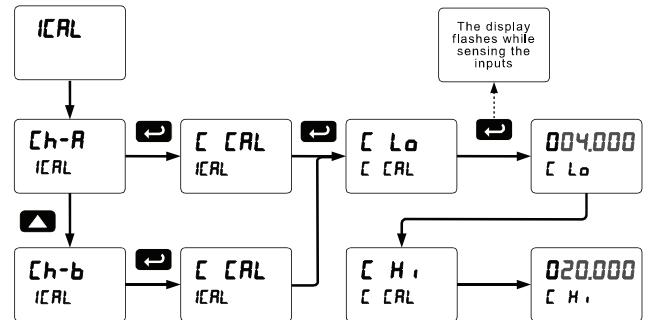 ICAL
The display
flashes while
sensing the
inputs
Ch-A
ICAL
C CAL
ICAL
C Lo
C CAL
004.000
C Lo
Ch-b
ICAL
C CAL
ICAL
C Hi
C CAL
020.000
C Hi